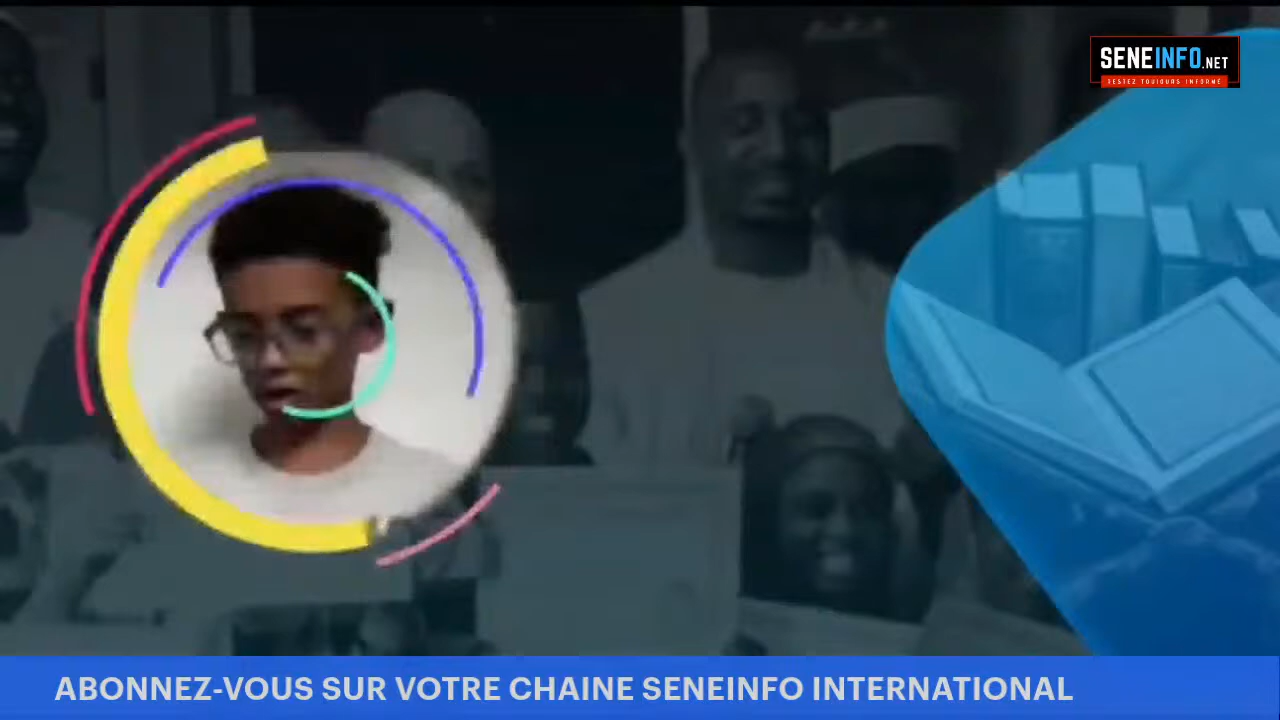 SENEINFO.NET
RESTEZ TOUJOURS INFORMÉ
ABONNEZ-VOUS SUR VOTRE CHAINE SENEINFO INTERNATIONAL